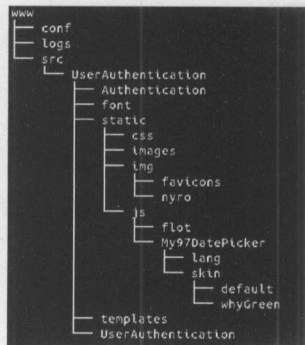 www
conf
logs
src
UserAuthentication
Authentication
font
static
css
images
img
favicons
nyro
js
flot
My97DatePicker
lang
skin
default
whyGreen
templates
UserAuthentication